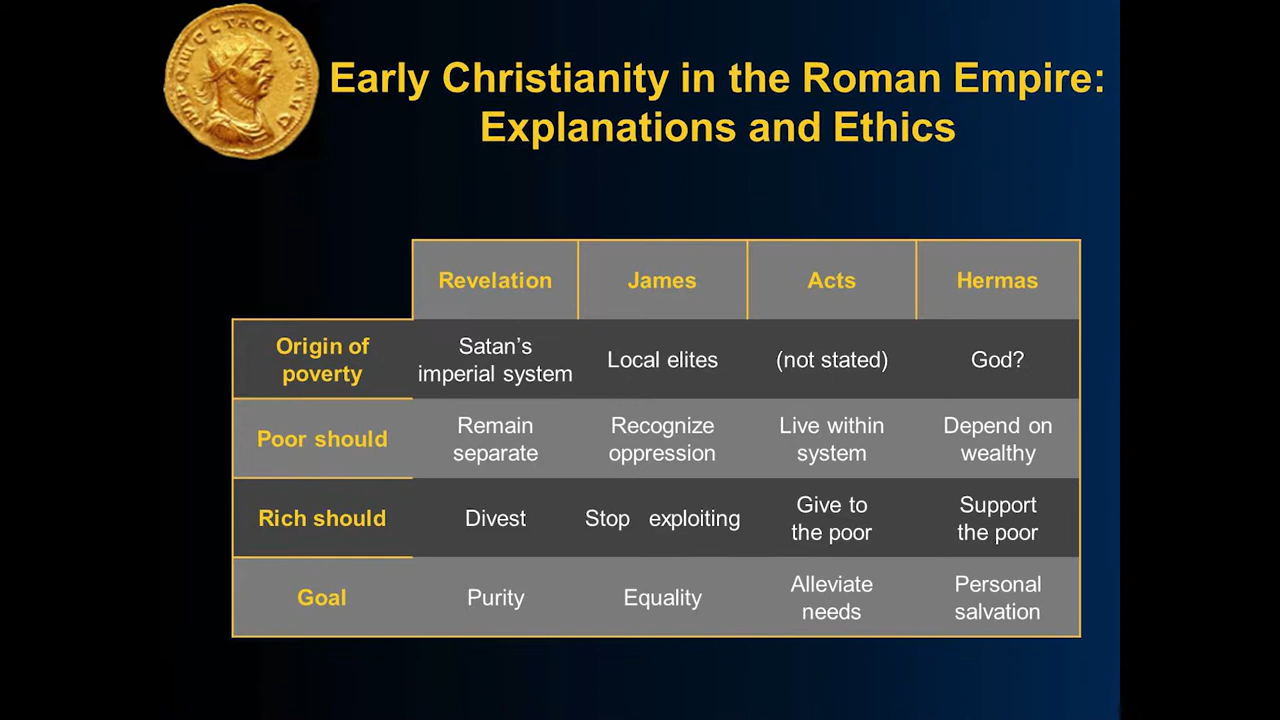 Early Christianity in the Roman Empire:
Explanations and Ethics
Revelation
James
Acts
Hermas
Origin of
poverty
Satan’s
imperial system
Local elites
(not stated)
God?
Poor should
Remain
separate
Recognize
oppression
Live within
system
Depend on
wealthy
Rich should
Divest
Stop exploiting
Give to
the poor
Support
the poor
Goal
Purity
Equality
Alleviate
needs
Personal
salvation